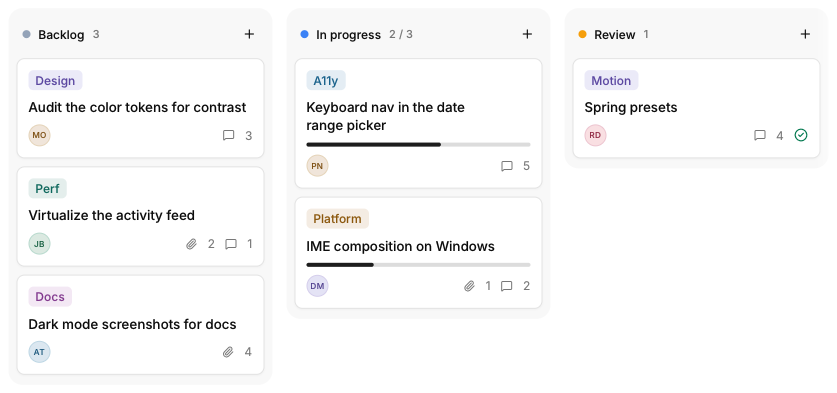 Backlog 3
Design
Audit the color tokens for contrast
MO 3
Perf
Virtualize the activity feed
JB 2 1
Docs
Dark mode screenshots for docs
AT 4
In progress 2 / 3
A11y
Keyboard nav in the date
range picker
PN 5
Platform
IME composition on Windows
DM 1 2
Review 1
Motion
Spring presets
RD 4